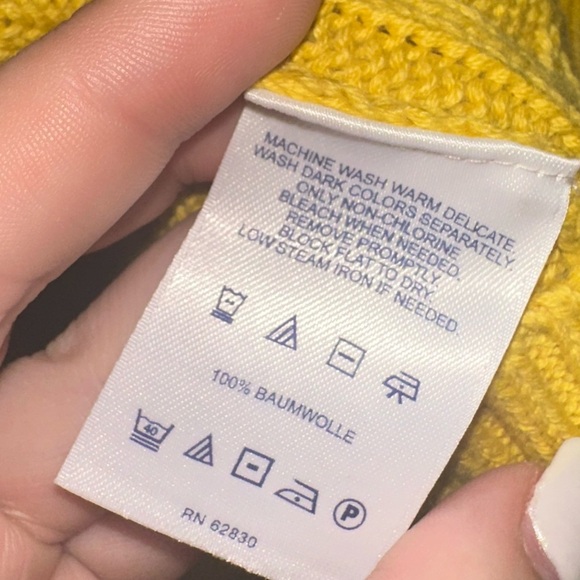 MACHINE WASH WARM DELICATE
WASH DARK COLORS SEPARATELY.
ONLY NON-CHLORINE
BLEACH WHEN NEEDED.
REMOVE PROMPTLY.
BLOCK FLAT TO DRY.
LOW STEAM IRON IF NEEDED
100% BAUMWOLLE
40
P
RN 62830